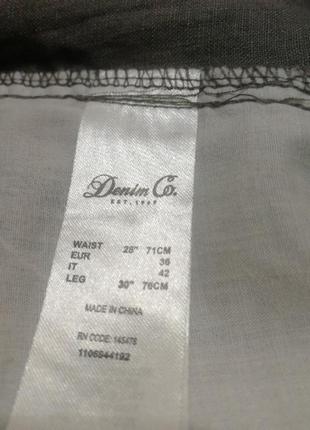 Denim Co.
EST. 1969
WAIST 28" 71CM
EUR 36
IT 42
LEG 30" 76CM
MADE IN CHINA
RN CODE: 145478
1106844192